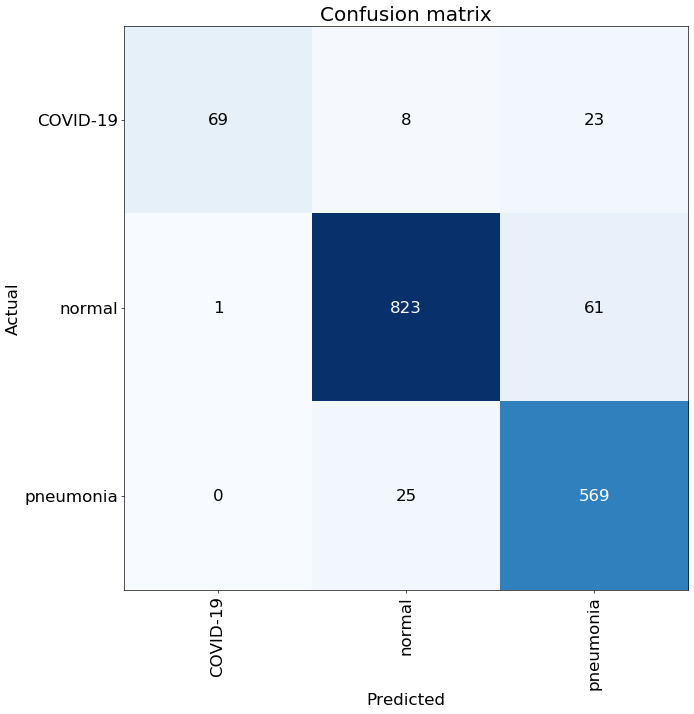 Confusion matrix
COVID-19 69 8 23
normal 1 823 61
pneumonia 0 25 569
Actual
COVID-19 normal pneumonia
Predicted